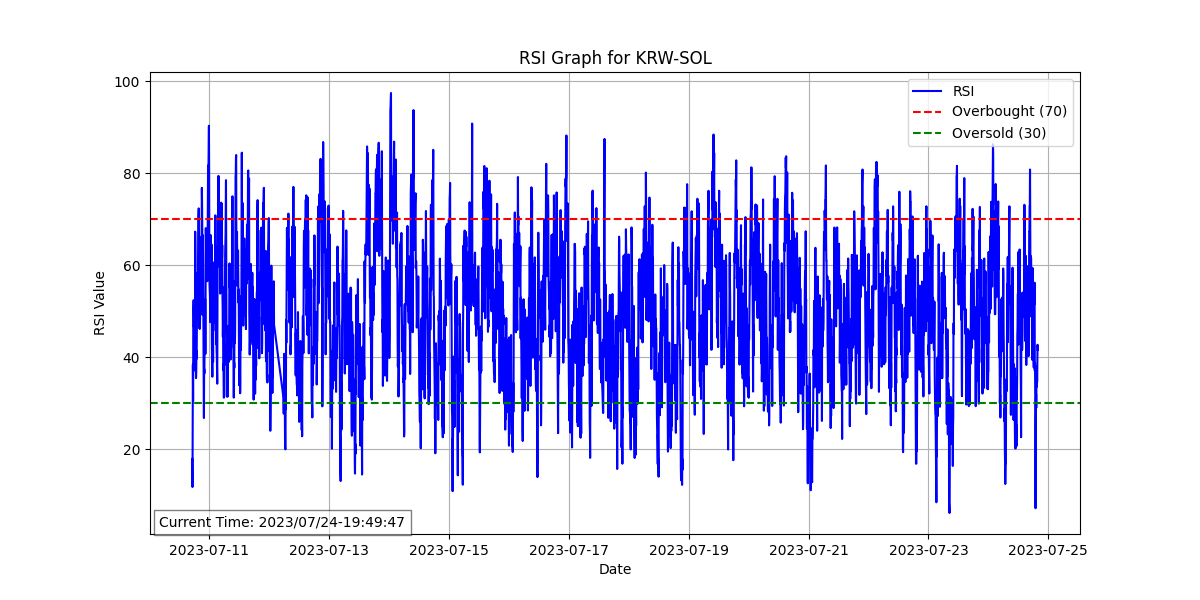 RSI Graph for KRW-SOL
RSI
Overbought (70)
Oversold (30)
RSI Value
100
80
60
40
20
Current Time: 2023/07/24-19:49:47
2023-07-11
2023-07-13
2023-07-15
2023-07-17
2023-07-19
2023-07-21
2023-07-23
2023-07-25
Date